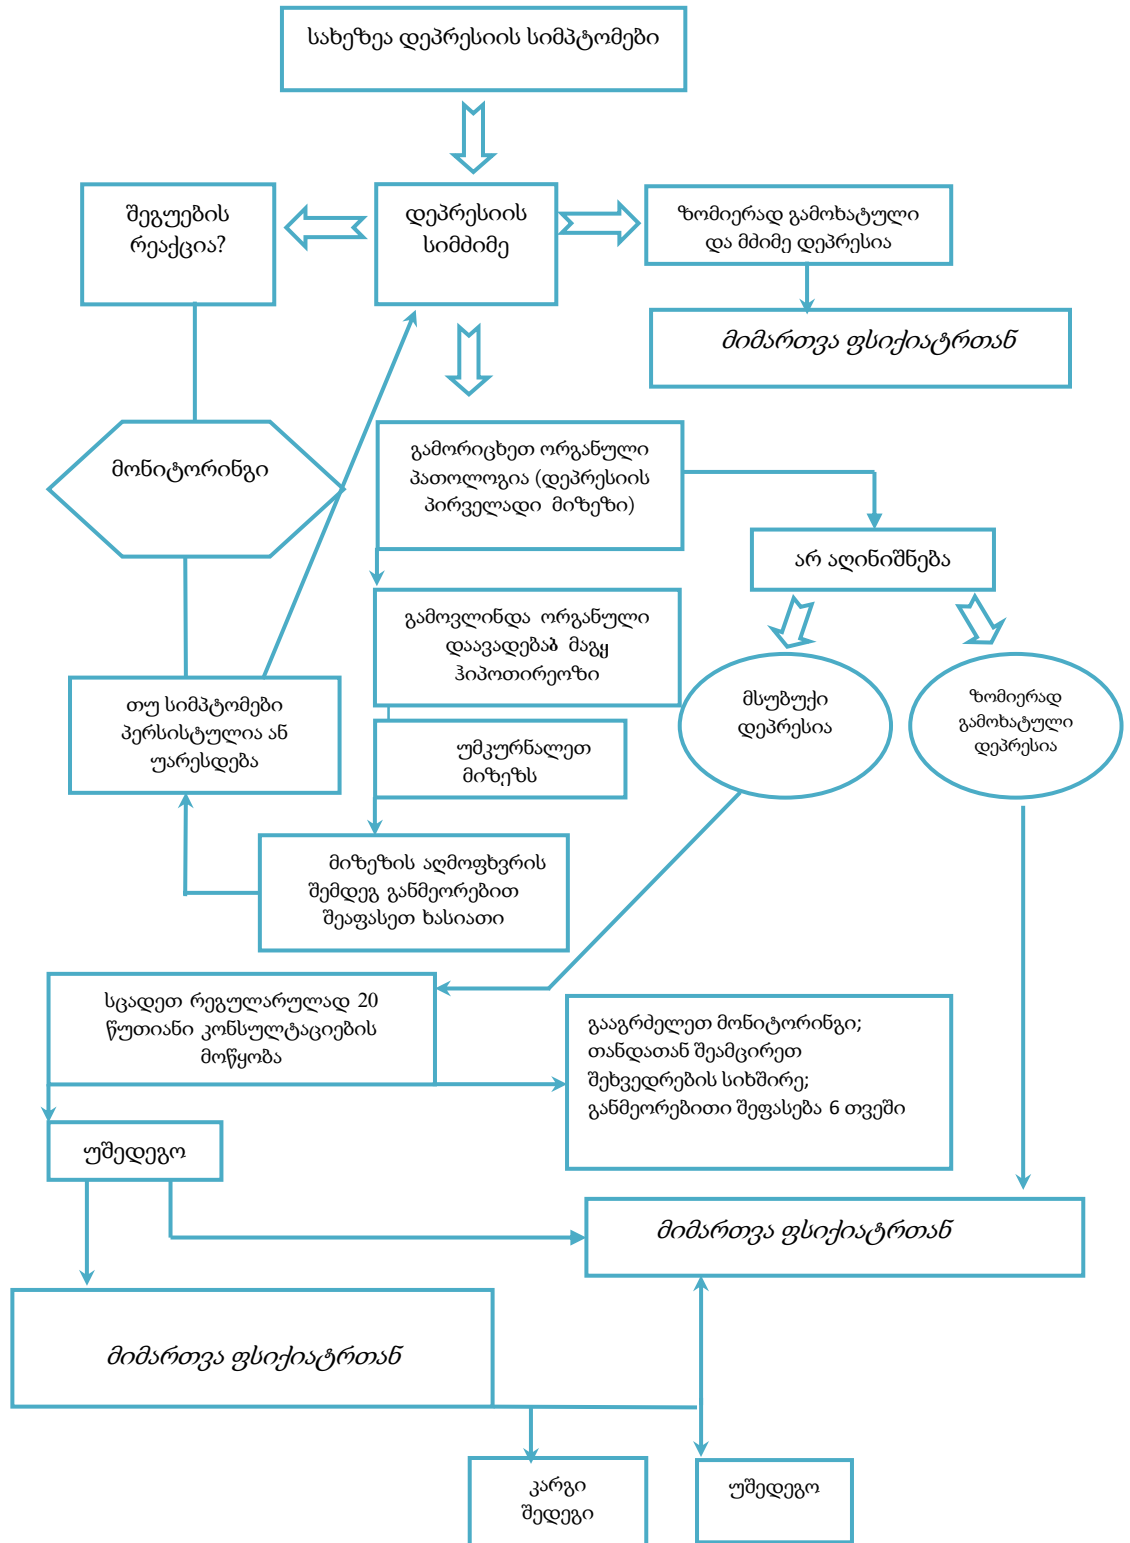 სახეზეა დეპრესიის სიმპტომები
შეგუების
რეაქცია?
დეპრესიის
სიმძიმე
ზომიერად გამოხატული
და მძიმე დეპრესია
მიმართვა ფსიქიატრთან
მონიტორინგი
გამორიცხეთ ორგანული
პათოლოგია (დეპრესიის
პირველადი მიზეზი)
არ აღინიშნება
გამოვლინდა ორგანული
დაავადებაბ მაგყ
ჰიპოთირეოზი
მსუბუქი
დეპრესია
ზომიერად
გამოხატული
დეპრესია
თუ სიმპტომები
პერსისტულია ან
უარესდება
უმკურნალეთ
მიზეზს
მიზეზის აღმოფხვრის
შემდეგ განმეორებით
შეაფასეთ ხასიათი
სცადეთ რეგულარულად 20
წუთიანი კონსულტაციების
მოწყობა
გააგრძელეთ მონიტორინგი;
თანდათან შეამცირეთ
შეხვედრების სიხშირე;
განმეორებითი შეფასება 6 თვეში
უშედეგო
მიმართვა ფსიქიატრთან
მიმართვა ფსიქიატრთან
კარგი
შედეგი
უშედეგო